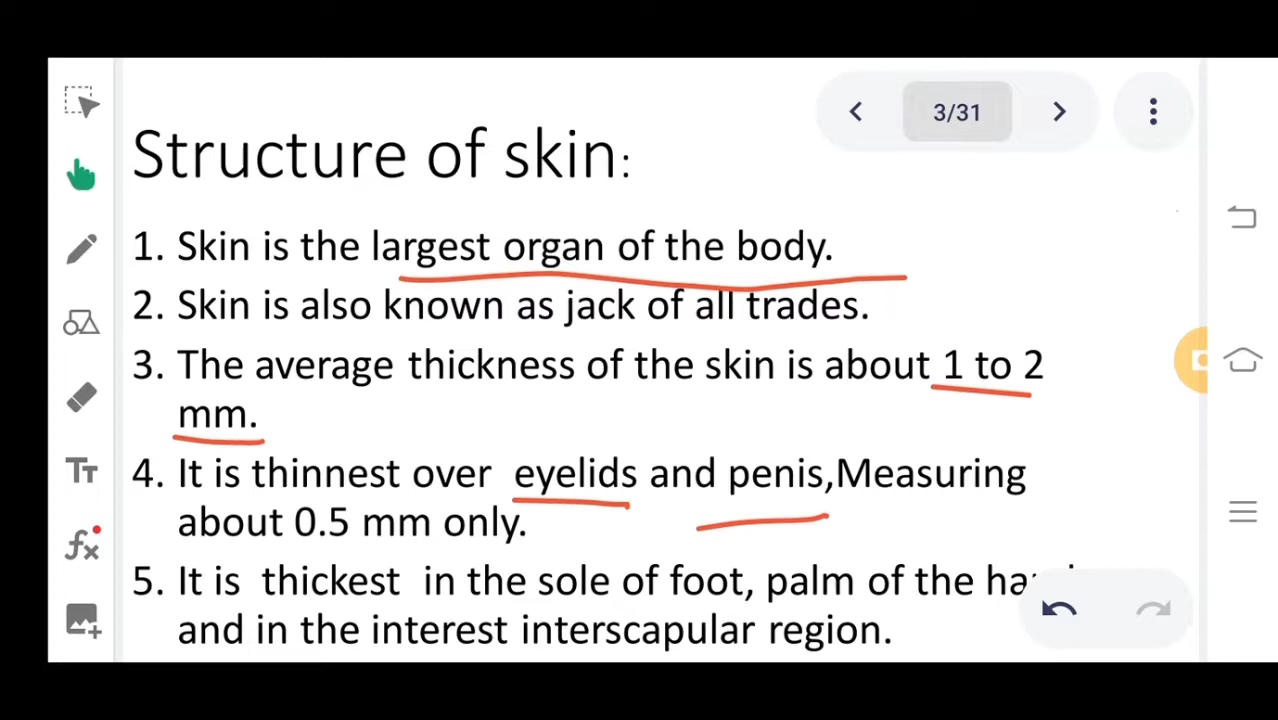 3/31
Structure of skin:
1. Skin is the largest organ of the body.
2. Skin is also known as jack of all trades.
3. The average thickness of the skin is about 1 to 2
mm.
4. It is thinnest over eyelids and penis,Measuring
about 0.5 mm only.
5. It is thickest in the sole of foot, palm of the
and in the interest interscapular region.
Tт
fx